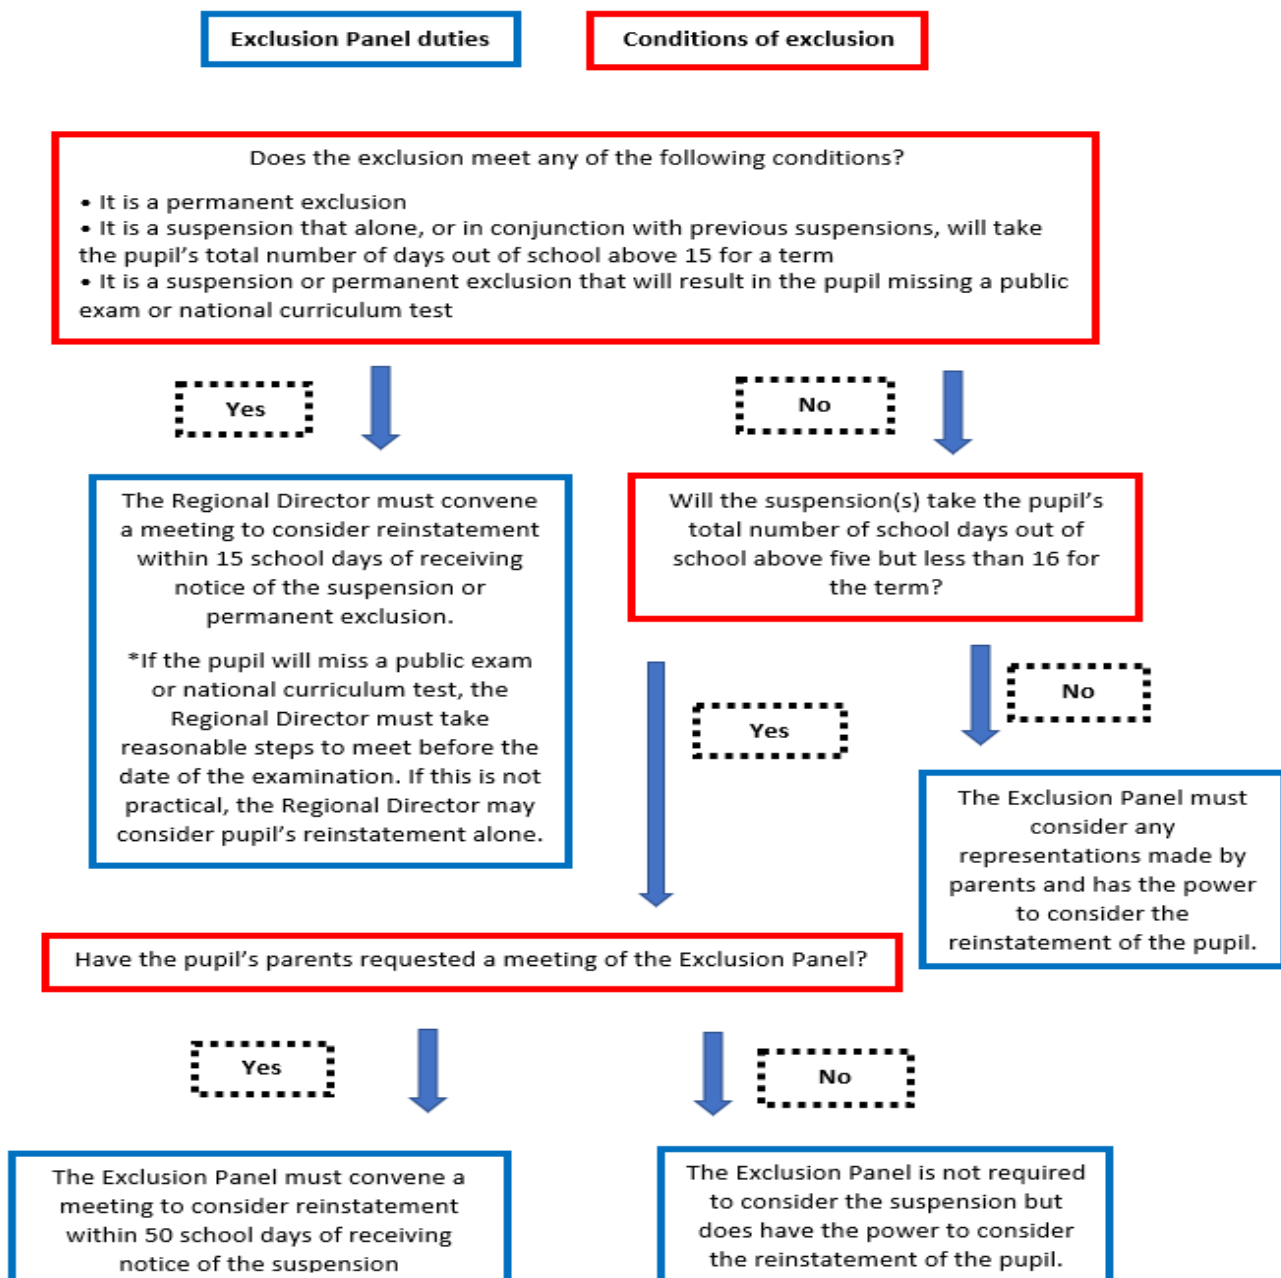 Exclusion Panel duties
Conditions of exclusion
Does the exclusion meet any of the following conditions?
• It is a permanent exclusion
• It is a suspension that alone, or in conjunction with previous suspensions, will take
the pupil’s total number of days out of school above 15 for a term
• It is a suspension or permanent exclusion that will result in the pupil missing a public
exam or national curriculum test
Yes
No
The Regional Director must convene
a meeting to consider reinstatement
within 15 school days of receiving
notice of the suspension or
permanent exclusion.
*If the pupil will miss a public exam
or national curriculum test, the
Regional Director must take
reasonable steps to meet before the
date of the examination. If this is not
practical, the Regional Director may
consider pupil’s reinstatement alone.
Will the suspension(s) take the pupil’s
total number of school days out of
school above five but less than 16 for
the term?
Yes
No
The Exclusion Panel must
consider any
representations made by
parents and has the power
to consider the
reinstatement of the pupil.
Have the pupil’s parents requested a meeting of the Exclusion Panel?
Yes
No
The Exclusion Panel must convene a
meeting to consider reinstatement
within 50 school days of receiving
notice of the suspension
The Exclusion Panel is not required
to consider the suspension but
does have the power to consider
the reinstatement of the pupil.